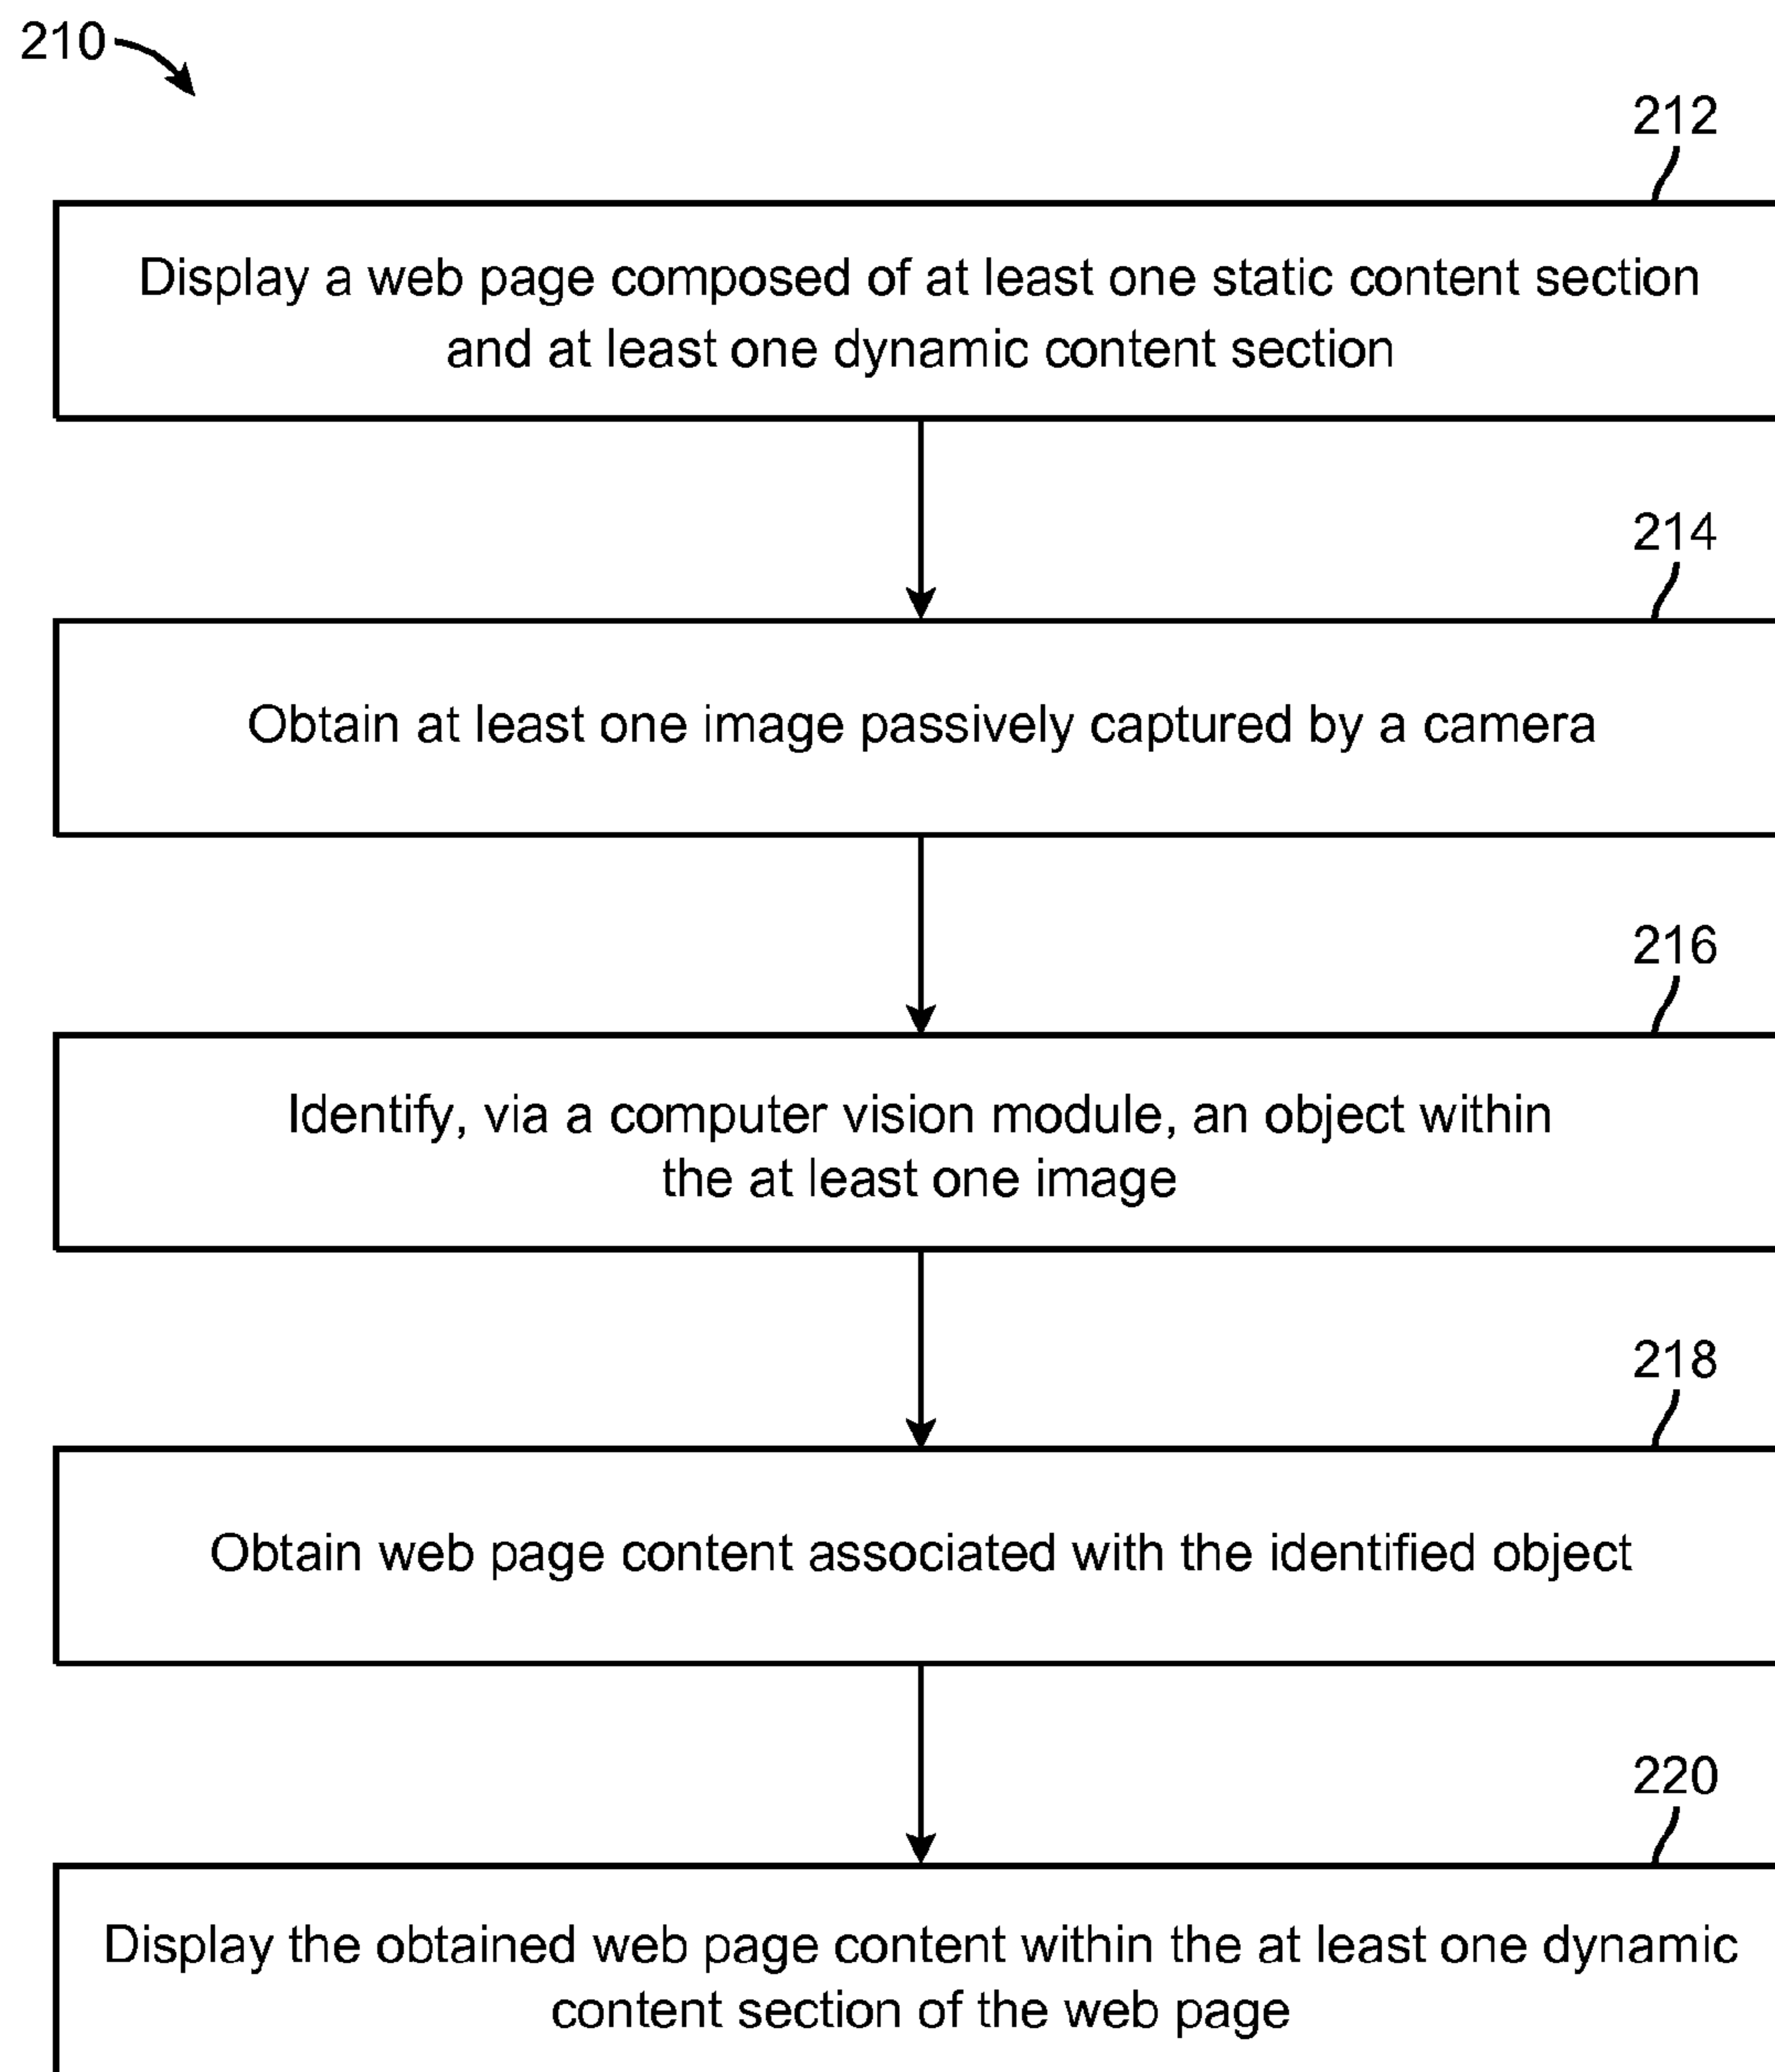 210
212
Display a web page composed of at least one static content section
and at least one dynamic content section
214
Obtain at least one image passively captured by a camera
216
Identify, via a computer vision module, an object within
the at least one image
218
Obtain web page content associated with the identified object
220
Display the obtained web page content within the at least one dynamic
content section of the web page